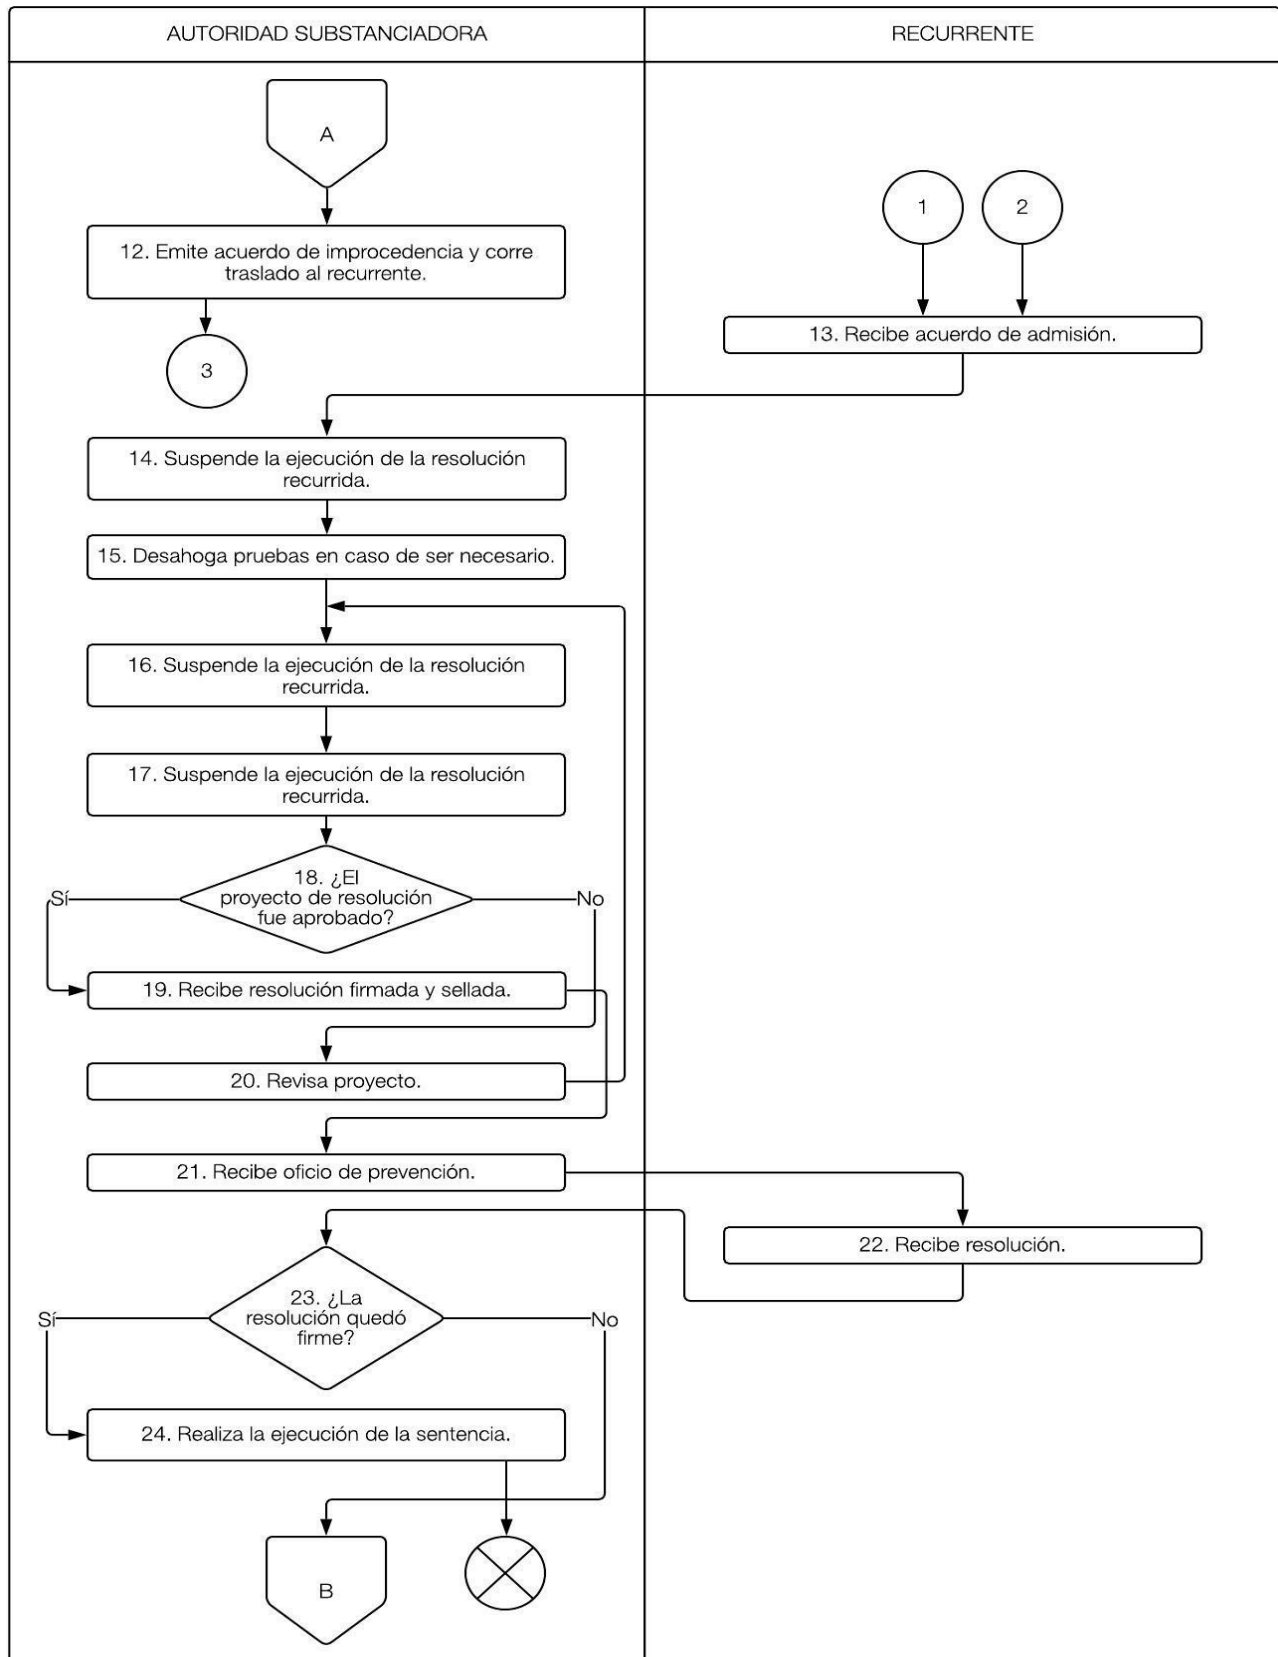 AUTORIDAD SUBSTANCIADORA
RECURRENTE
A
1
2
12. Emite acuerdo de improcedencia y corre
traslado al recurrente.
13. Recibe acuerdo de admisión.
3
14. Suspende la ejecución de la resolución
recurrida.
15. Desahoga pruebas en caso de ser necesario.
16. Suspende la ejecución de la resolución
recurrida.
17. Suspende la ejecución de la resolución
recurrida.
18. ¿El
proyecto de resolución
fue aprobado?
Sí
No
19. Recibe resolución firmada y sellada.
20. Revisa proyecto.
21. Recibe oficio de prevención.
22. Recibe resolución.
23. ¿La
resolución quedó
firme?
Sí
No
24. Realiza la ejecución de la sentencia.
B